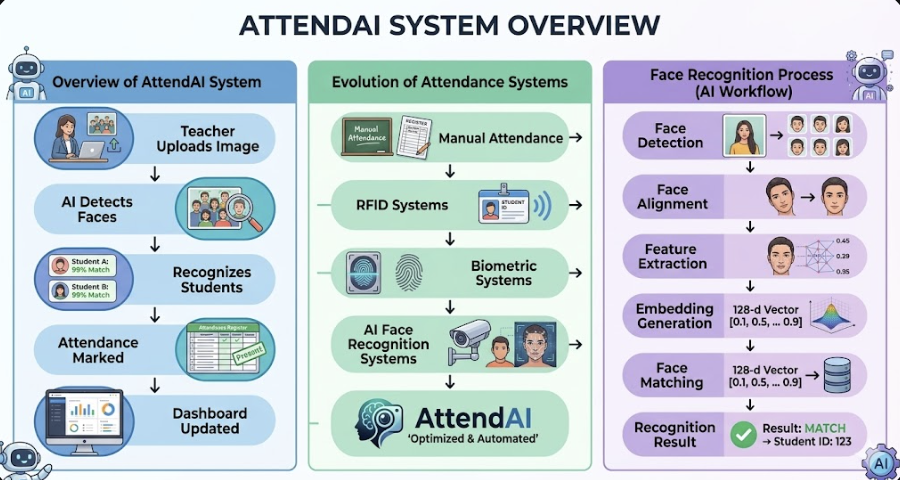 ATTENDAI SYSTEM OVERVIEW
AI
Overview of AttendAI System
Teacher
Uploads Image
AI Detects
Faces
Student A:
99% Match
Student B:
99% Match
Recognizes
Students
Attendance
Marked
Present
Dashboard
Updated
Evolution of Attendance Systems
Manual
Attendance
REGISTER
Manual Attendance
RFID Systems
STUDENT
ID
Biometric
Systems
AI Face
Recognition
Systems
AttendAI
'Optimized & Automated'
Face Recognition Process
(AI Workflow)
AI
Face
Detection
Face
Alignment
Feature
Extraction
0.45
0.29
0.35
Embedding
Generation
128-d Vector
[0.1, 0.5, ... 0.9]
Face
Matching
128-d Vector
[0.1, 0.5, ... 0.9]
Recognition
Result
Result: MATCH
→ Student ID: 123
AI